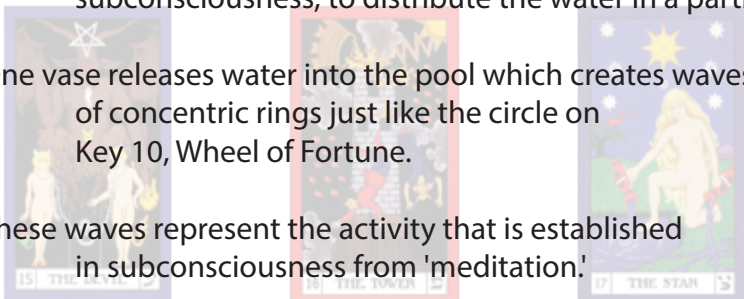 subconsciousness, to distribute the water in a parti
ne vase releases water into the pool which creates waves
of concentric rings just like the circle on
Key 10, Wheel of Fortune.
hese waves represent the activity that is established
in subconsciousness from 'meditation.'
15 THE DEVIL
16 THE TOWER
17 THE STAR